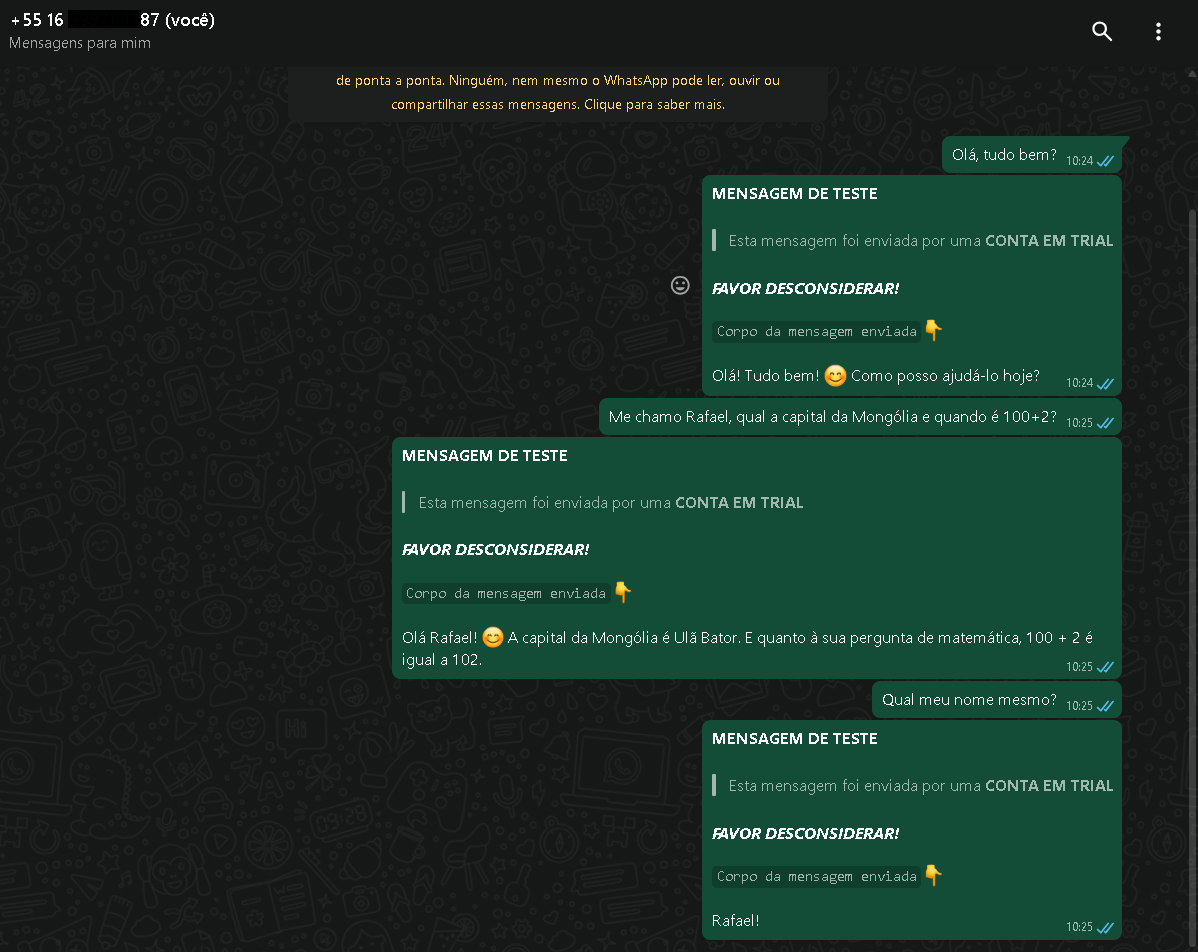 +55 16 87 (você)
Mensagens para mim
de ponta a ponta. Ninguém, nem mesmo o WhatsApp pode ler, ouvir ou
compartilhar essas mensagens. Clique para saber mais.
Olá, tudo bem? 10:24
MENSAGEM DE TESTE
Esta mensagem foi enviada por uma CONTA EM TRIAL
FAVOR DESCONSIDERAR!
Corpo da mensagem enviada👇
Olá! Tudo bem! 😊 Como posso ajudá-lo hoje? 10:24
Me chamo Rafael, qual a capital da Mongólia e quando é 100+2? 10:25
MENSAGEM DE TESTE
Esta mensagem foi enviada por uma CONTA EM TRIAL
FAVOR DESCONSIDERAR!
Corpo da mensagem enviada👇
Olá Rafael! 😊 A capital da Mongólia é Ulã Bator. E quanto à sua pergunta de matemática, 100 + 2 é
igual a 102. 10:25
Qual meu nome mesmo? 10:25
MENSAGEM DE TESTE
Esta mensagem foi enviada por uma CONTA EM TRIAL
FAVOR DESCONSIDERAR!
Corpo da mensagem enviada👇
Rafael! 10:25